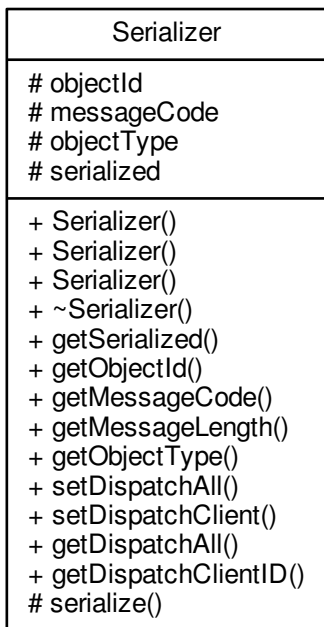 Serializer
# objectId
# messageCode
# objectType
# serialized
+ Serializer()
+ Serializer()
+ Serializer()
+ ~Serializer()
+ getSerialized()
+ getObjectId()
+ getMessageCode()
+ getMessageLength()
+ getObjectType()
+ setDispatchAll()
+ setDispatchClient()
+ getDispatchAll()
+ getDispatchClientID()
# serialize()